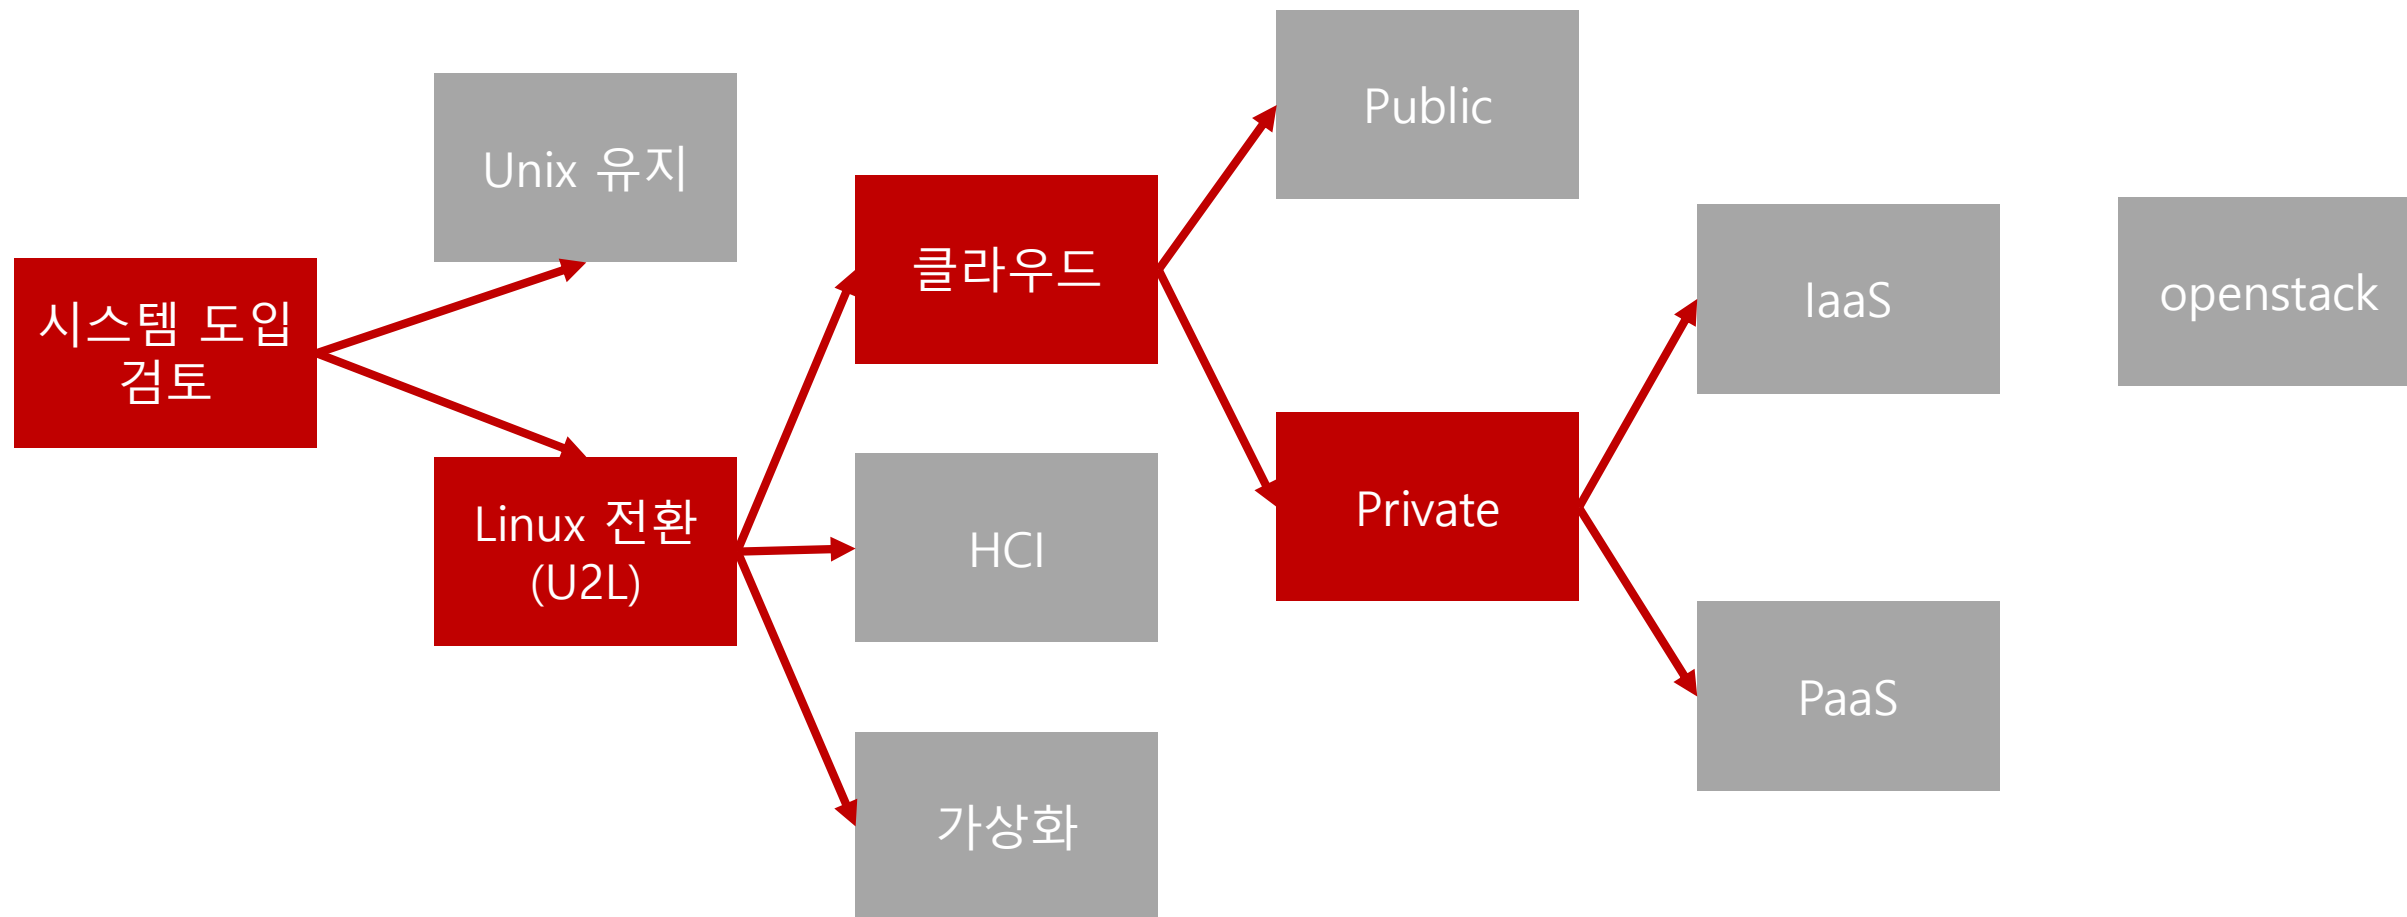 시스템 도입
검토
Unix 유지
Linux 전환
(U2L)
클라우드
HCI
가상화
Public
Private
IaaS
PaaS
openstack